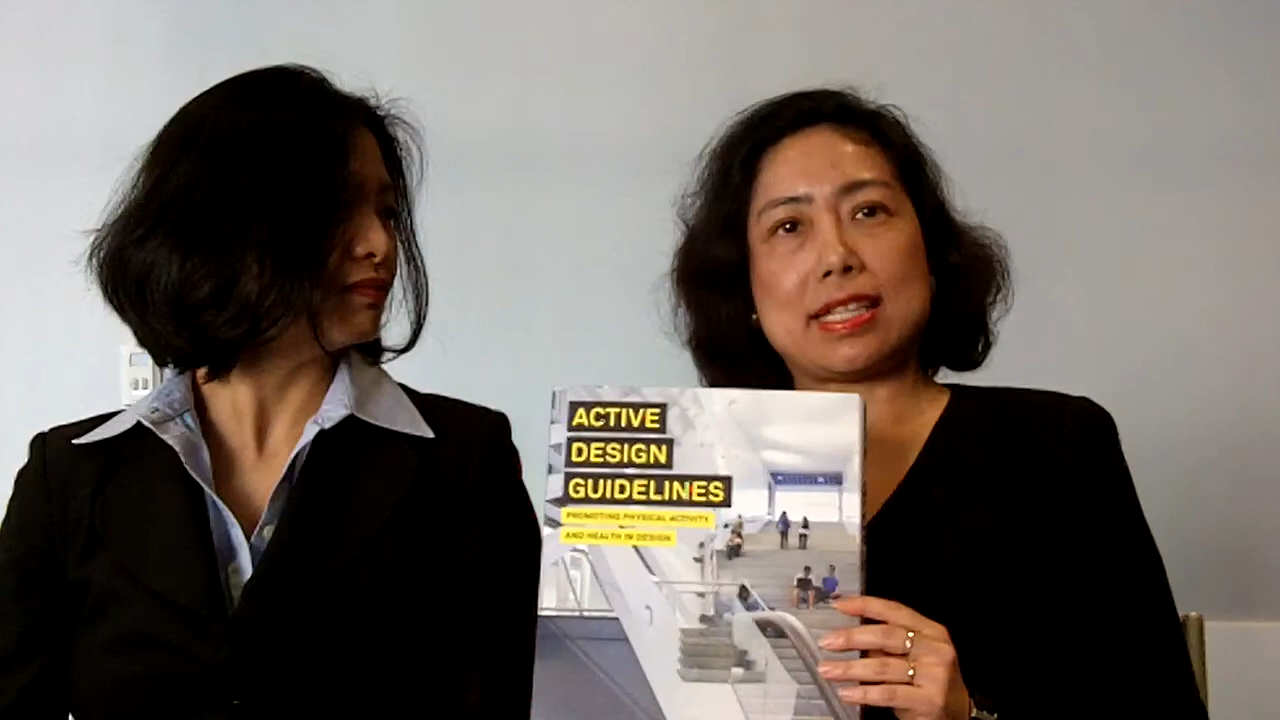 ACTIVE
DESIGN
GUIDELINES
PROMOTING PHYSICAL ACTIVITY
AND HEALTH IN DESIGN